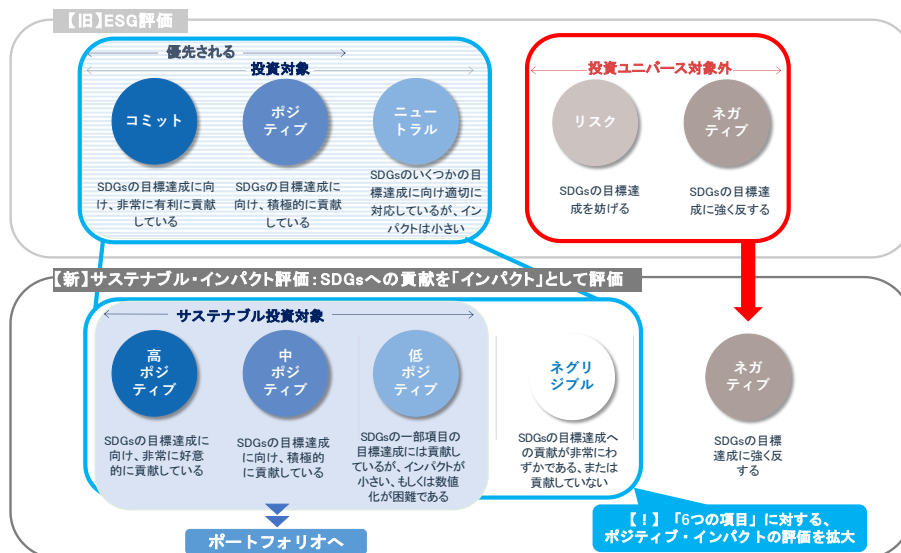 【旧】ESG評価
優先される
投資対象
コミット
ポジ
ティブ
ニュー
トラル
SDGsの目標達成に向
け、非常に有利に貢献
している
SDGsの目標達成に
向け、積極的に貢献
している
SDGsのいくつかの目
標達成に向け適切に
対応しているが、イン
パクトは小さい
投資ユニバース対象外
リスク
ネガ
ティブ
SDGsの目標達
成を妨げる
SDGsの目標達
成に強く反する
【新】サステナブル・インパクト評価：SDGsへの貢献を「インパクト」として評価
サステナブル投資対象
高
ポジ
ティブ
中
ポジ
ティブ
低
ポジ
ティブ
ネグリ
ジブル
ネガ
ティブ
SDGsの目標達成に
向け、非常に好意
的に貢献している
SDGsの目標達成
に向け、積極的
に貢献している
SDGsの一部項目の
目標達成には貢献し
ているが、インパクトが
小さい、もしくは数値
化が困難である
SDGsの目標達成へ
の貢献が非常にわ
ずかである、または
貢献していない
SDGsの目標
達成に強く反
する
ポートフォリオへ
【！】「6つの項目」に対する、
ポジティブ・インパクトの評価を拡大